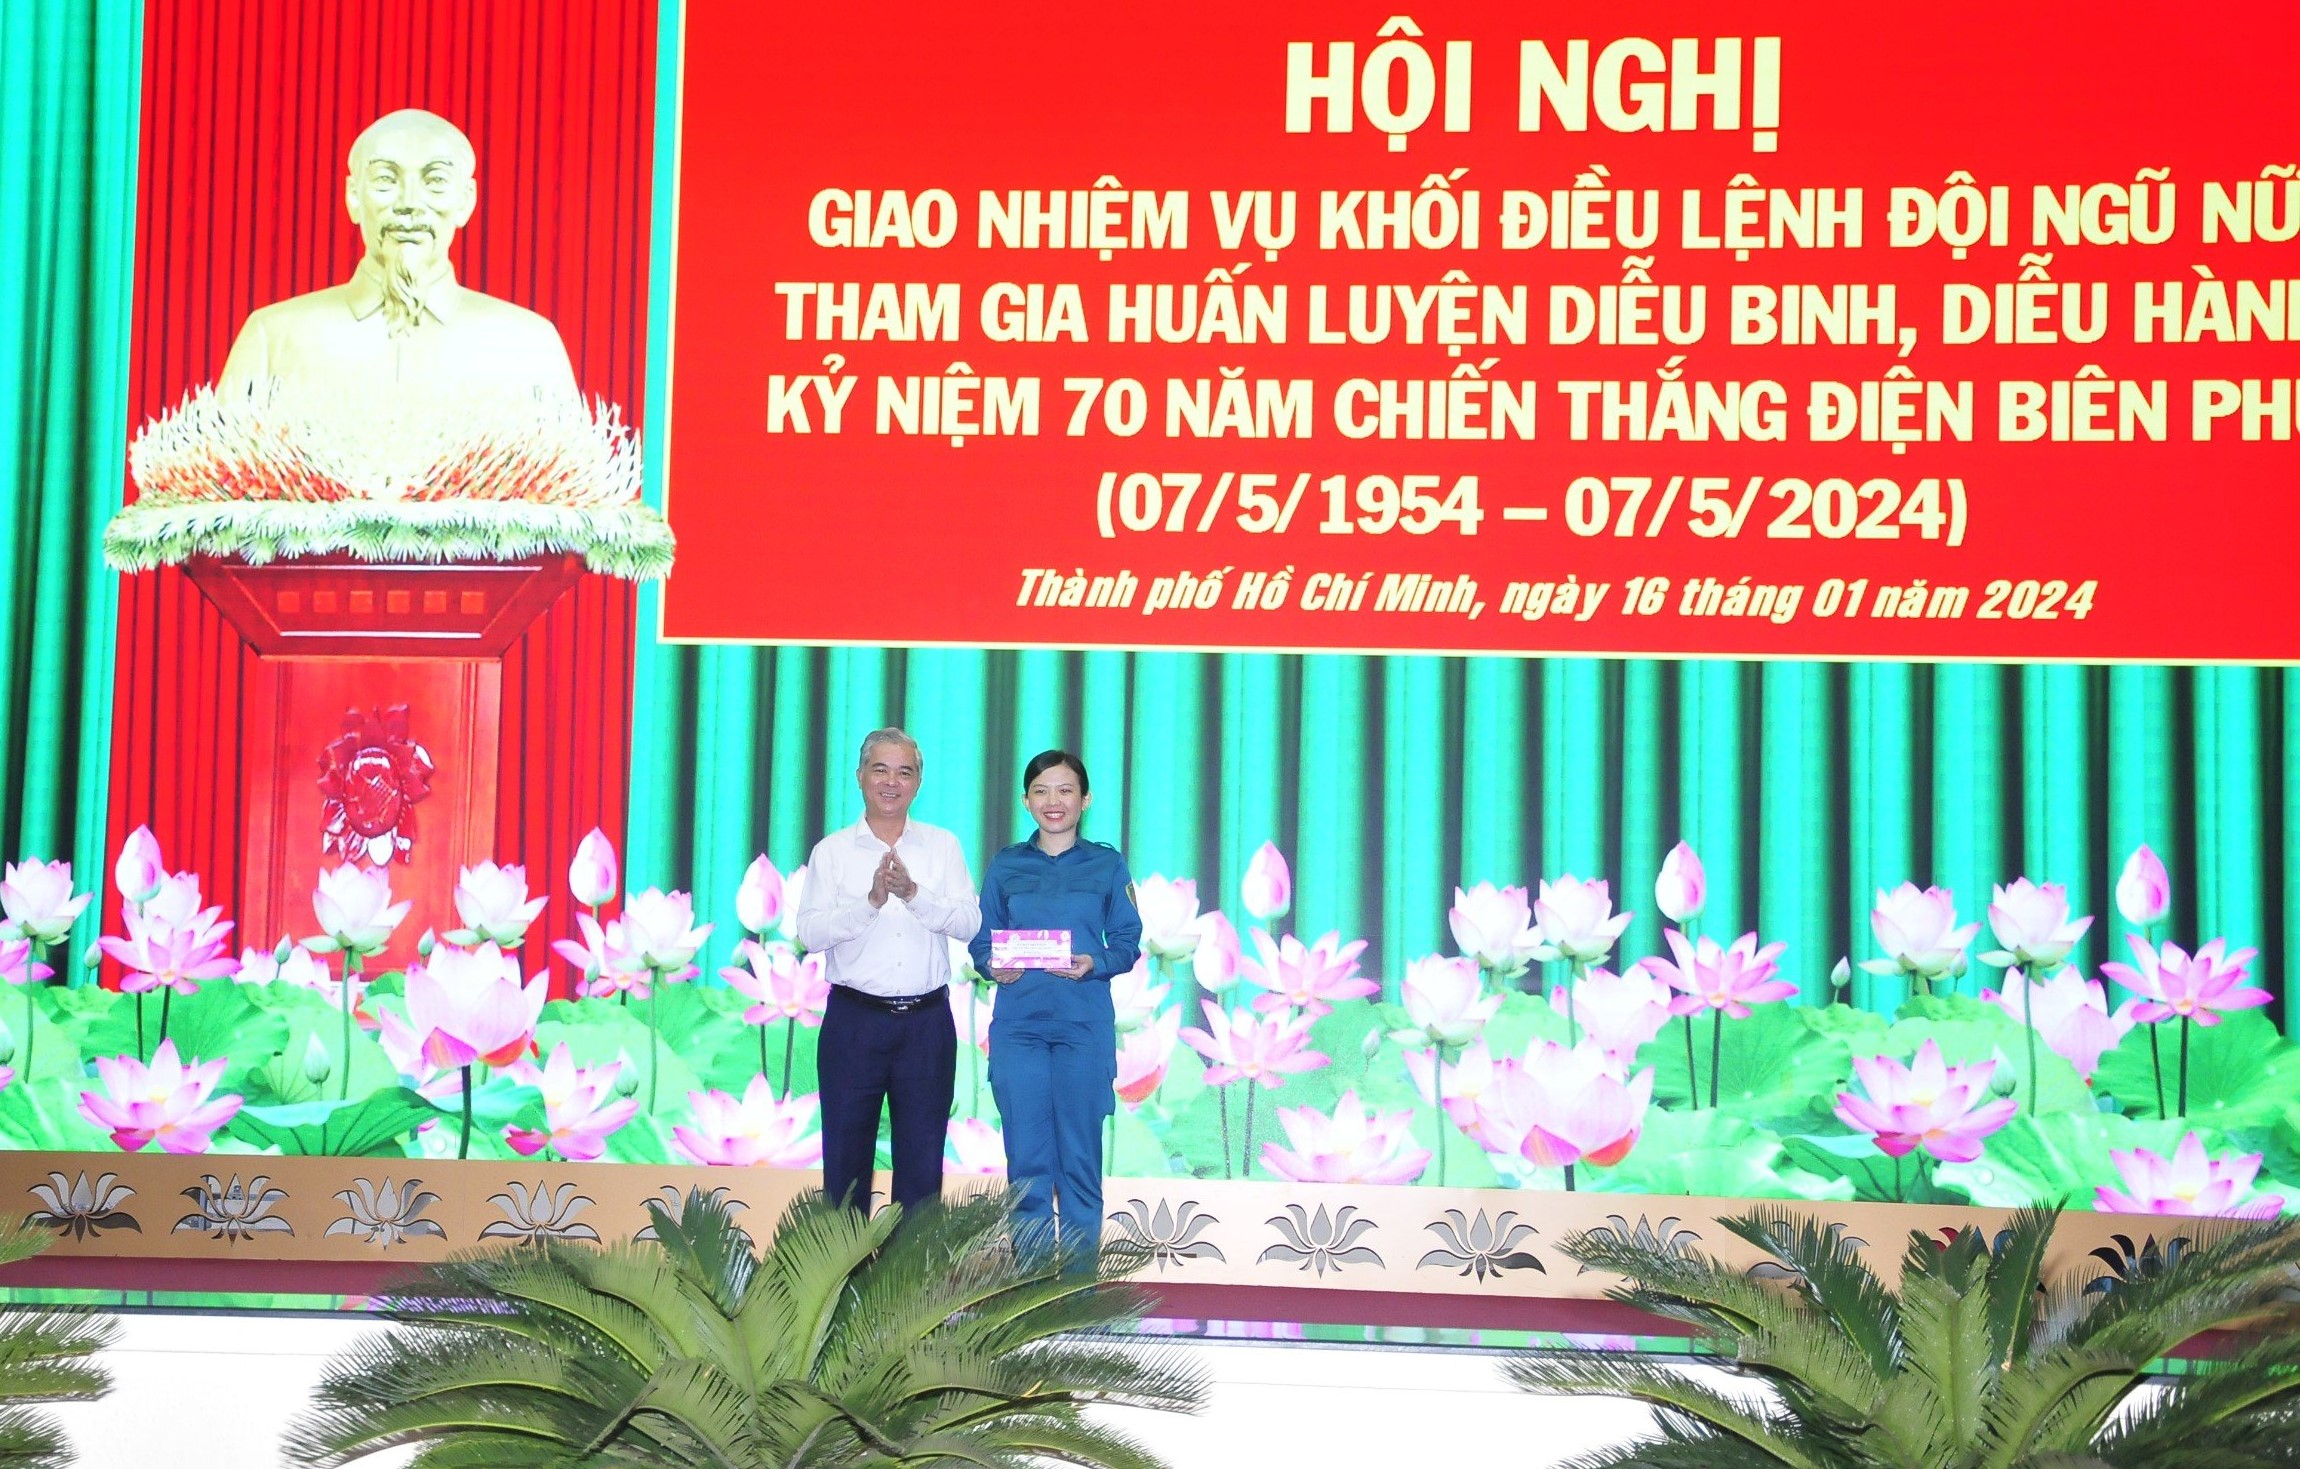 HỘI NGHỊ
GIAO NHIỆM VỤ KHỐI ĐIỀU LỆNH ĐỘI NGŨ NỮ
THAM GIA HUẤN LUYỆN DIỄU BINH, DIỄU HÀNH
KỶ NIỆM 70 NĂM CHIẾN THẮNG ĐIỆN BIÊN PHỦ
(07/5/1954 – 07/5/2024)
Thành phố Hồ Chí Minh, ngày 16 tháng 01 năm 2024